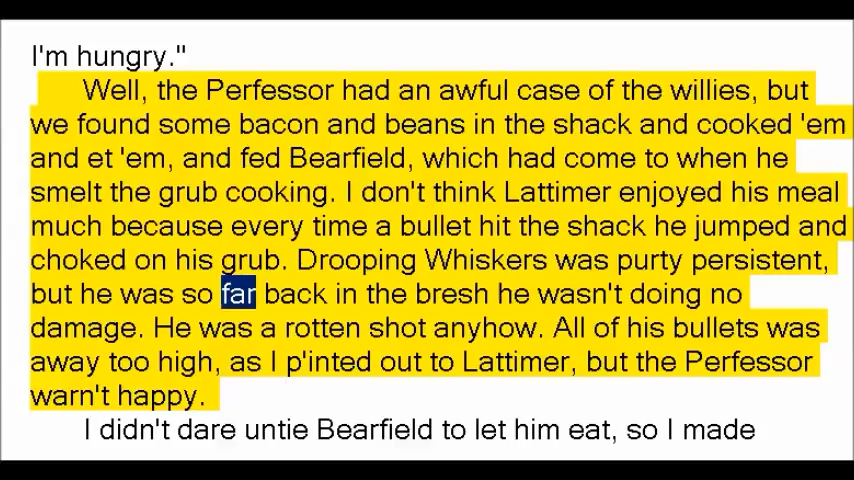 I'm hungry."
Well, the Perfessor had an awful case of the willies, but
we found some bacon and beans in the shack and cooked 'em
and et 'em, and fed Bearfield, which had come to when he
smelt the grub cooking. I don't think Lattimer enjoyed his meal
much because every time a bullet hit the shack he jumped and
choked on his grub. Drooping Whiskers was purty persistent,
but he was so far back in the bresh he wasn't doing no
damage. He was a rotten shot anyhow. All of his bullets was
away too high, as I p'inted out to Lattimer, but the Perfessor
warn't happy.
I didn't dare untie Bearfield to let him eat, so I made